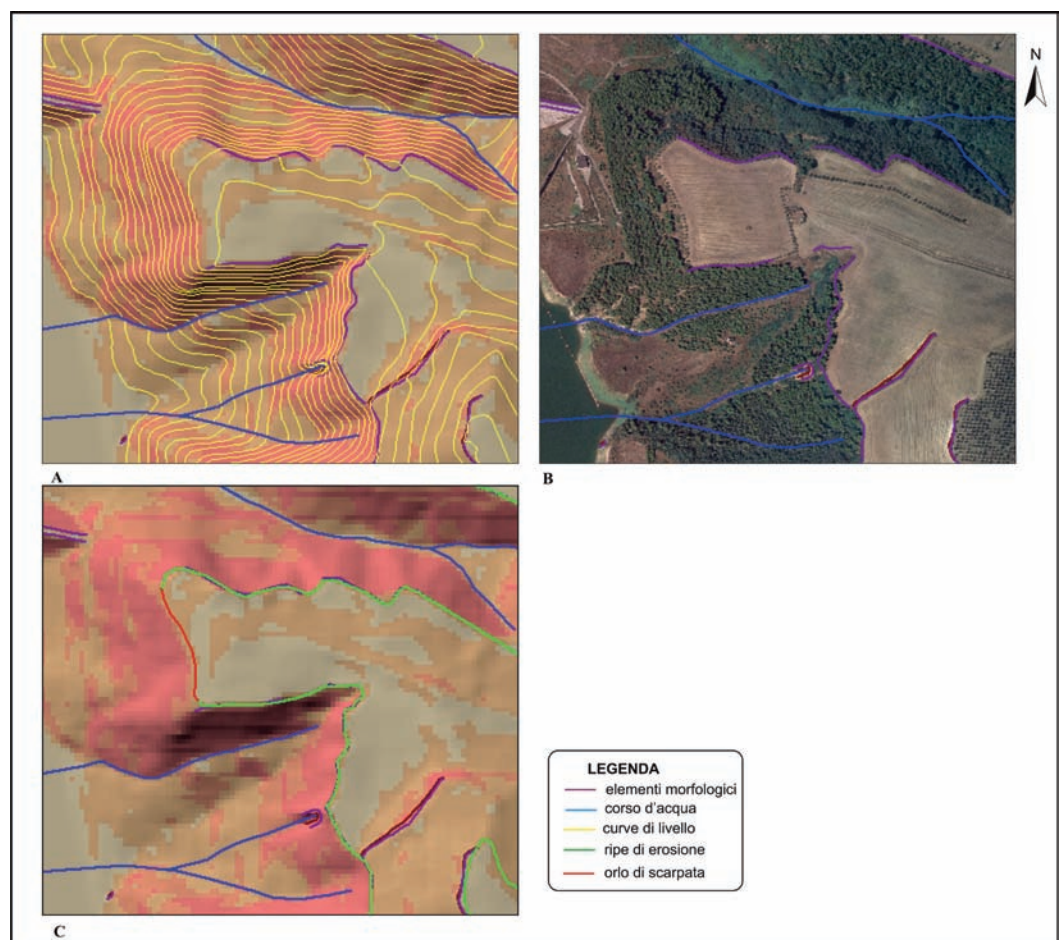 N
A
B
C
LEGENDA
elementi morfologici
corso d'acqua
curve di livello
ripe di erosione
orlo di scarpata